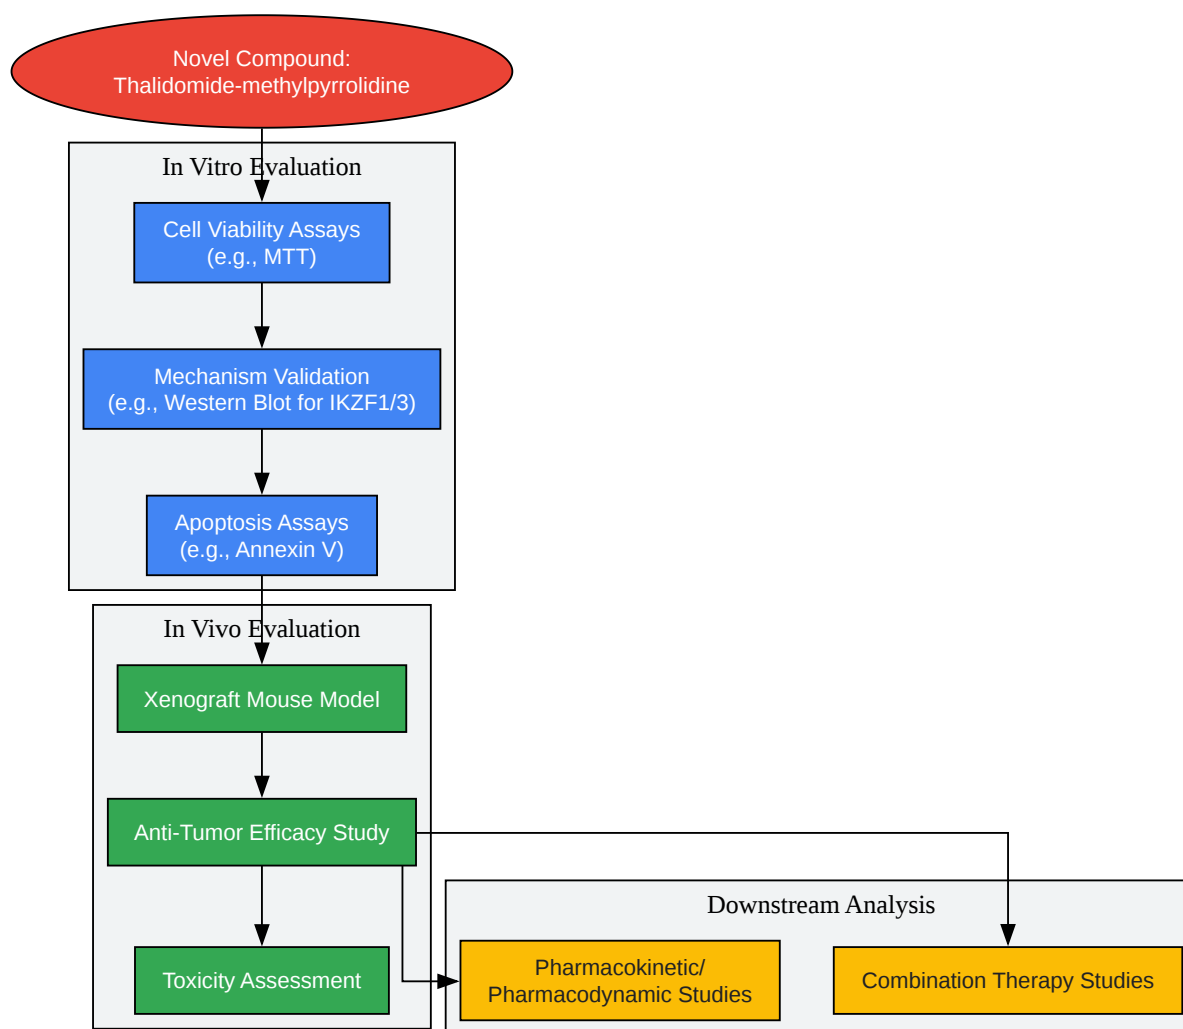 Novel Compound:
Thalidomide-methylpyrrolidine
In Vitro Evaluation
Cell Viability Assays
(e.g., MTT)
Mechanism Validation
(e.g., Western Blot for IKZF1/3)
Apoptosis Assays
(e.g., Annexin V)
In Vivo Evaluation
Xenograft Mouse Model
Anti-Tumor Efficacy Study
Toxicity Assessment
Downstream Analysis
Pharmacokinetic/
Pharmacodynamic Studies
Combination Therapy Studies